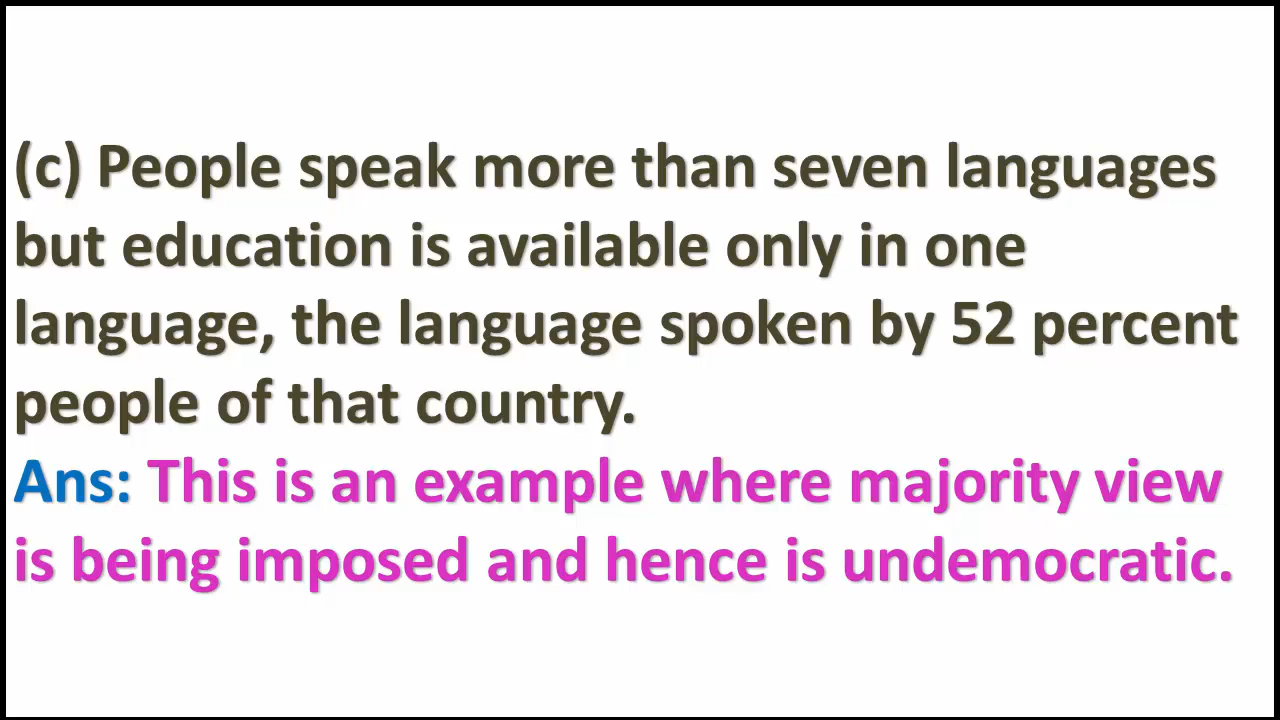 (c) People speak more than seven languages
but education is available only in one
language, the language spoken by 52 percent
people of that country.
Ans: This is an example where majority view
is being imposed and hence is undemocratic.